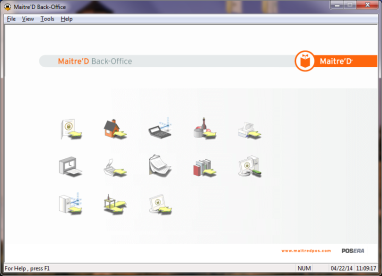 Maitre'D Back-Office
File View Tools Help
Maitre'D Back-Office
Maitre'D
www.maitredpos.com POSERA
For Help , press F1 NUM 04/22/14 11:09:17